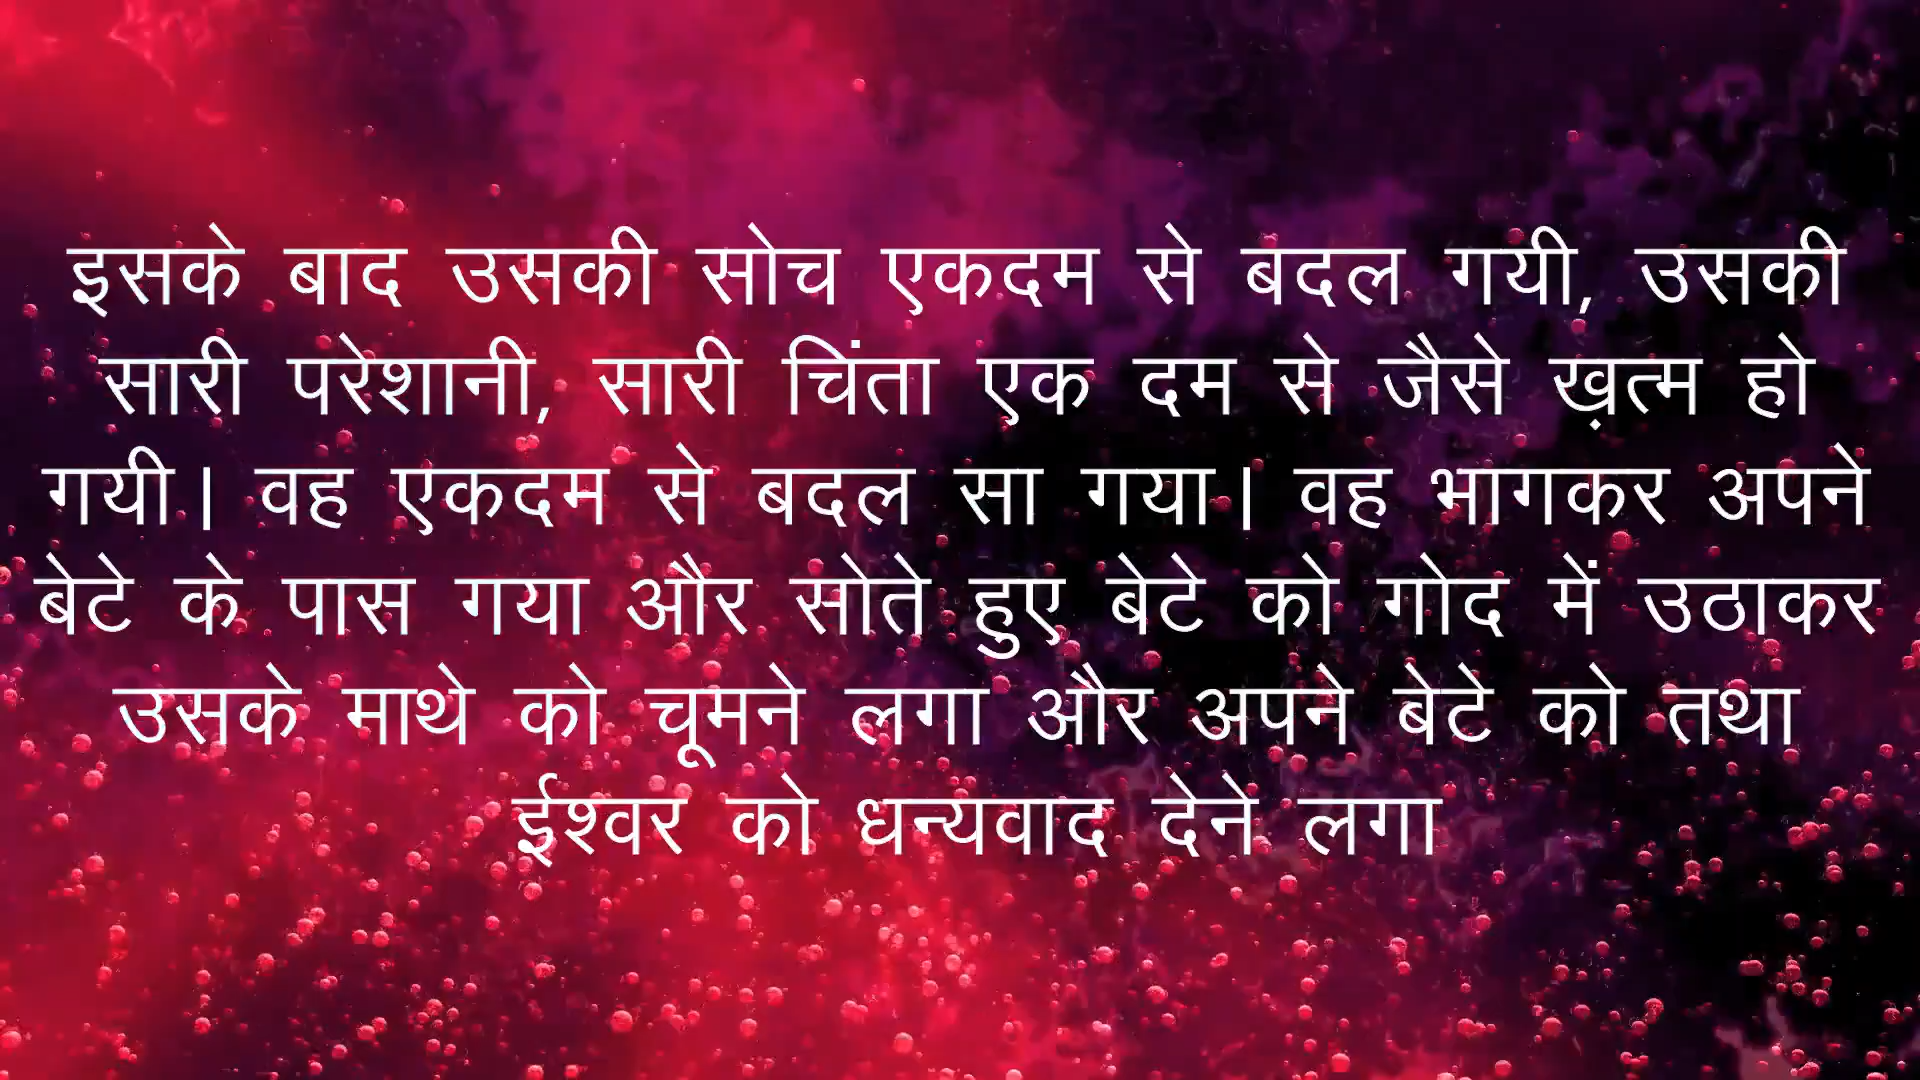 इसके बाद उसकी सोच एकदम से बदल गयी, उसकी
सारी परेशानी, सारी चिंता एक दम से जैसे ख़त्म हो
गयी। वह एकदम से बदल सा गया। वह भागकर अपने
बेटे के पास गया और सोते हुए बेटे को गोद में उठाकर
उसके माथे को चूमने लगा और अपने बेटे को तथा
ईश्वर को धन्यवाद देने लगा